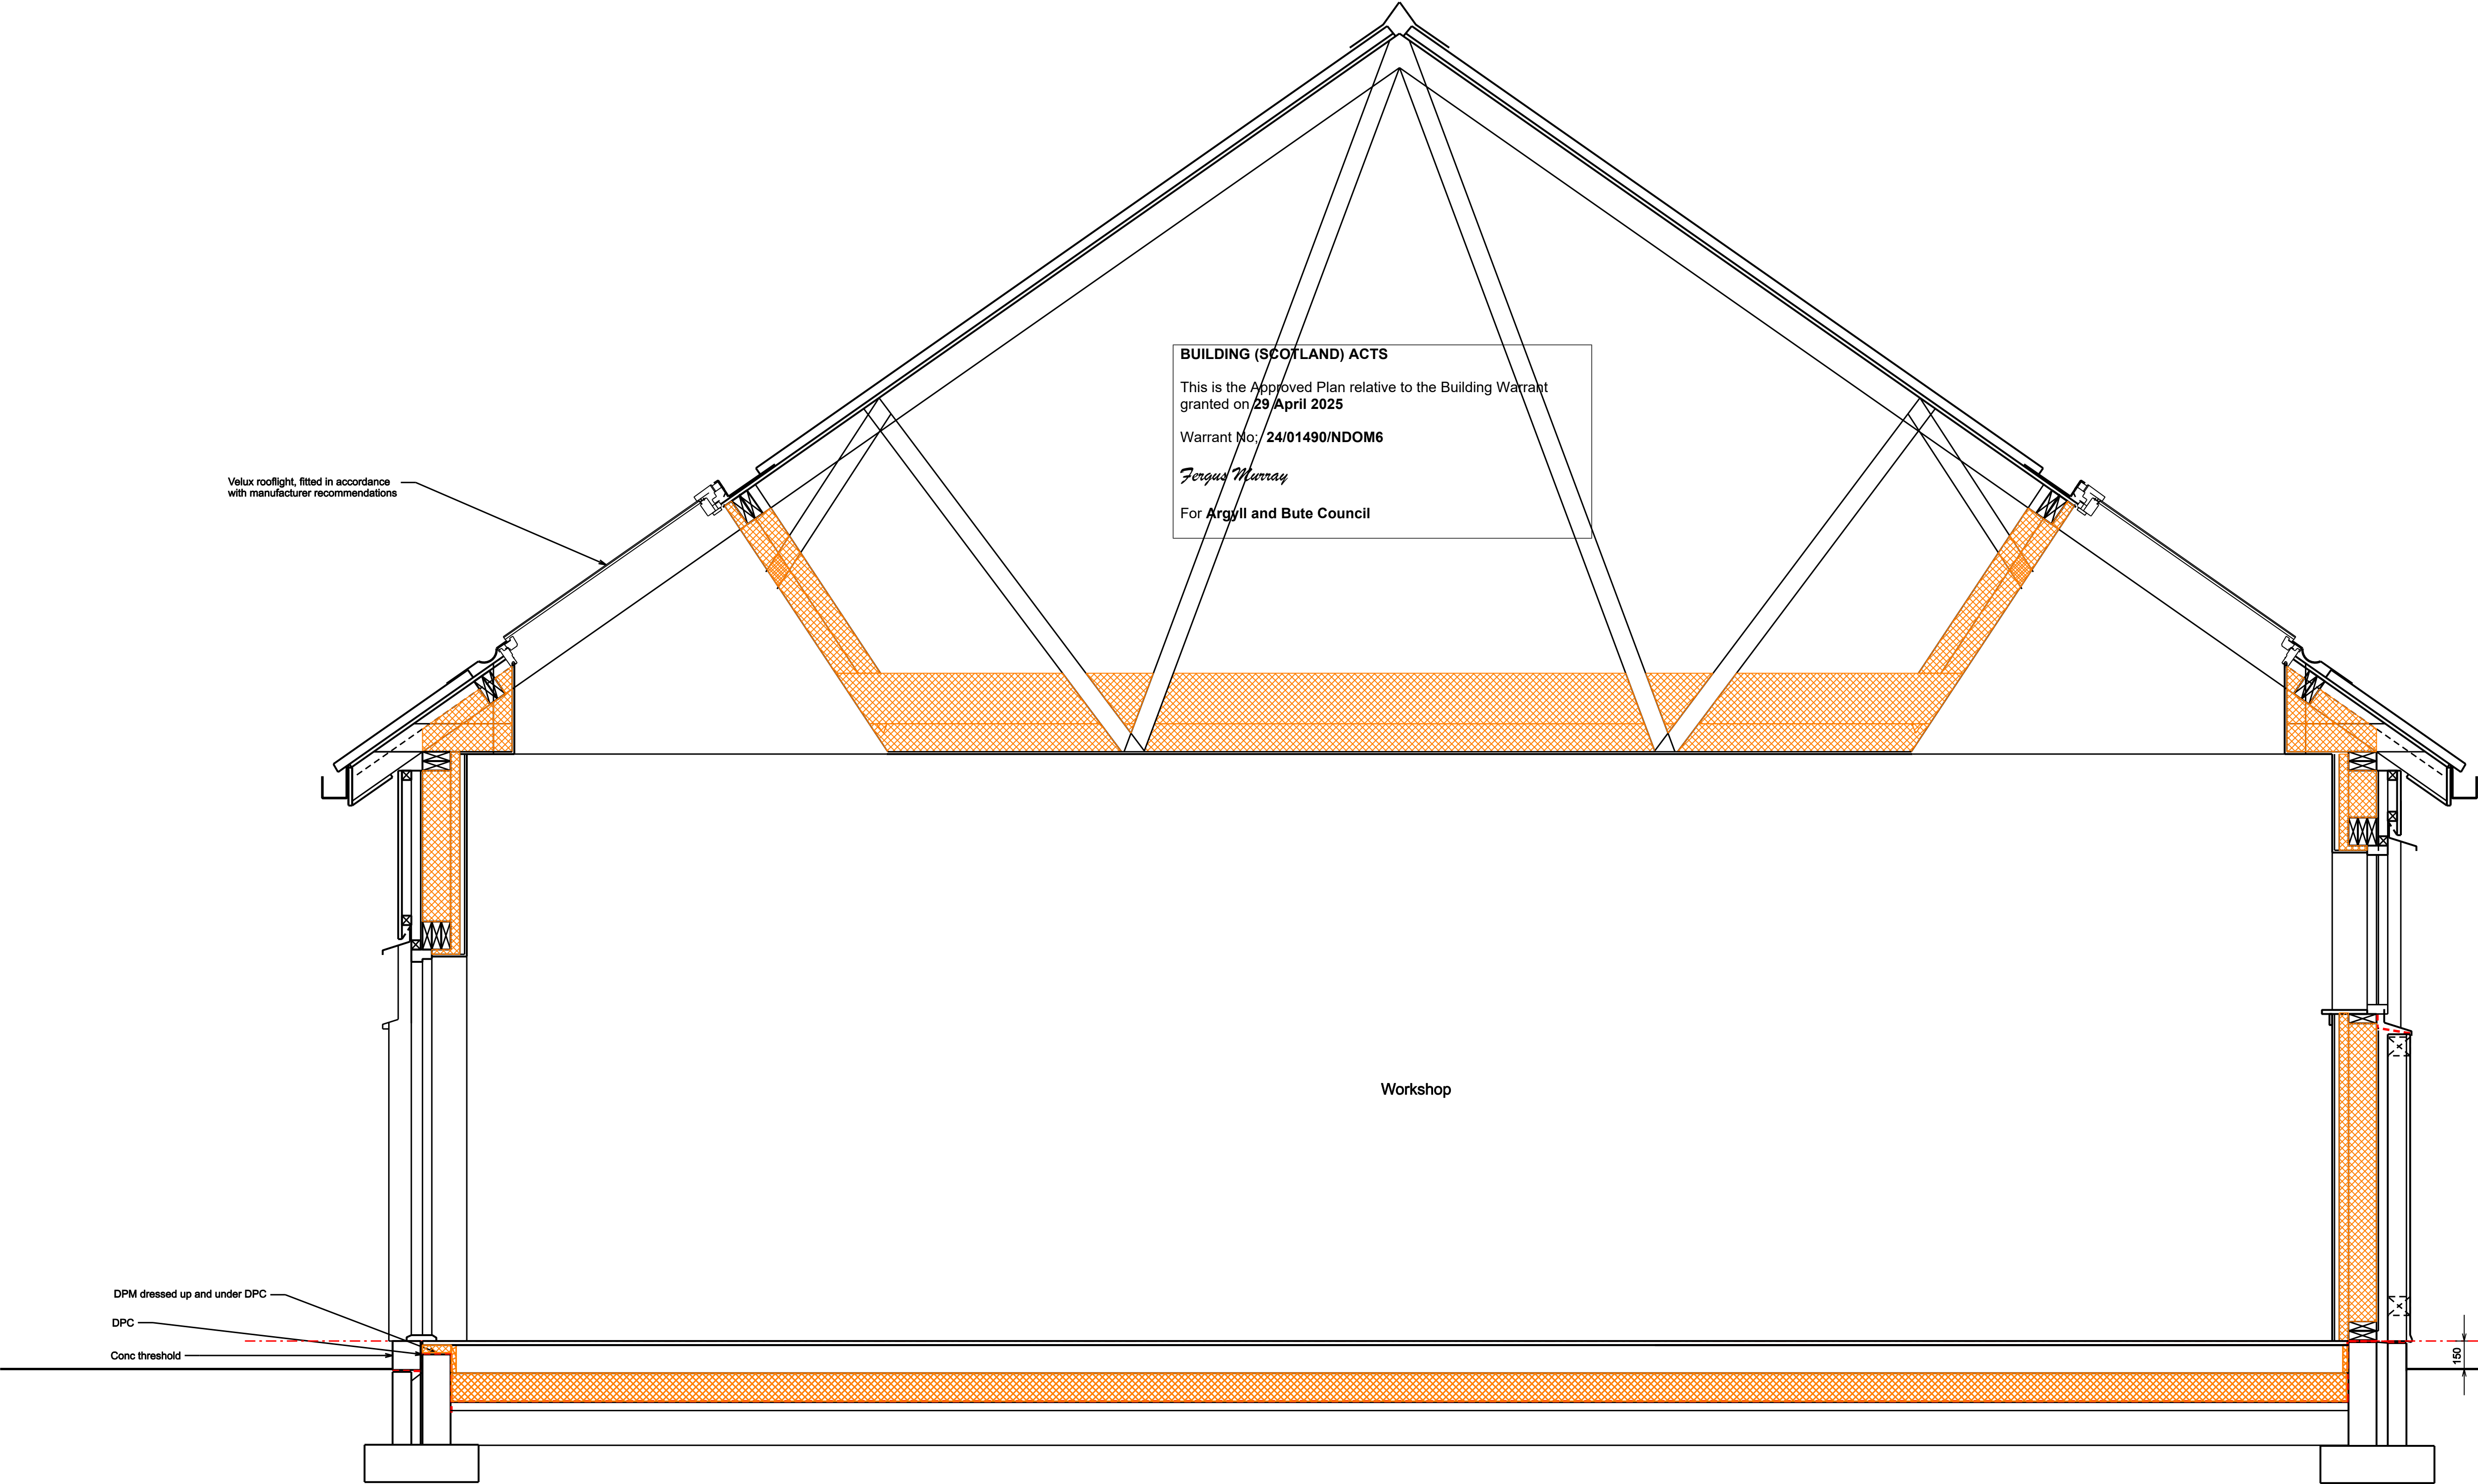 BUILDING (SCOTLAND) ACTS
This is the Approved Plan relative to the Building Warrant
granted on 29 April 2025
Warrant No; 24/01490/NDOM6
Fergus Murray
For Argyll and Bute Council
Velux rooflight, fitted in accordance
with manufacturer recommendations
Workshop
DPM dressed up and under DPC
DPC
Conc threshold
150